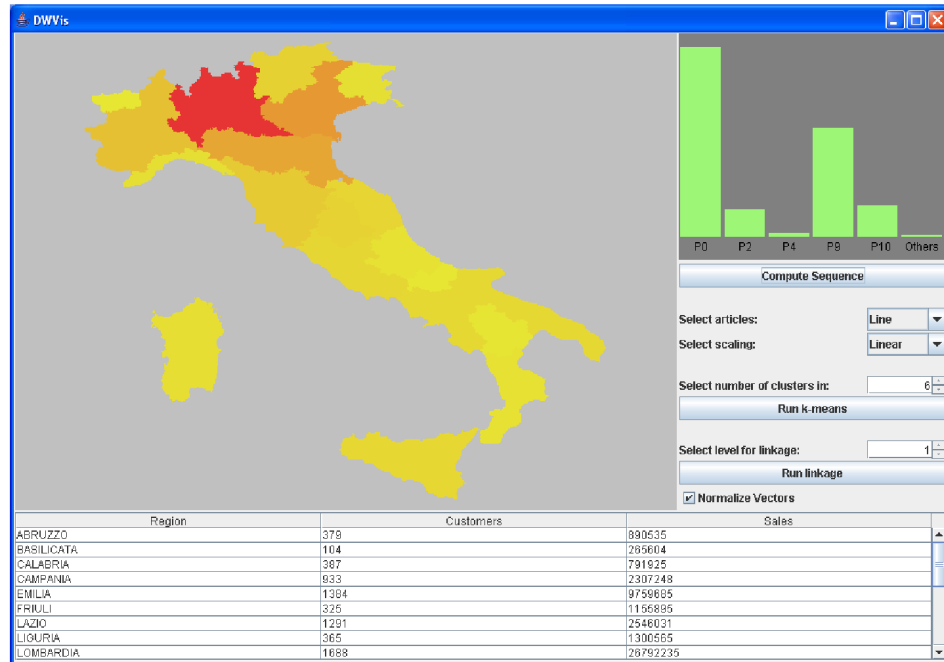 DWVis
P0 P2 P4 P9 P10 Others
Compute Sequence
Select articles: Line
Select scaling: Linear
Select number of clusters in: 6
Run k-means
Select level for linkage: 1
Run linkage
Normalize Vectors
Region Customers Sales
ABRUZZO 379 890535
BASILICATA 104 265604
CALABRIA 387 791925
CAMPANIA 933 2307248
EMILIA 1384 9759685
FRIULI 325 1155895
LAZIO 1291 2546031
LIGURIA 365 1300565
LOMBARDIA 1688 26792235